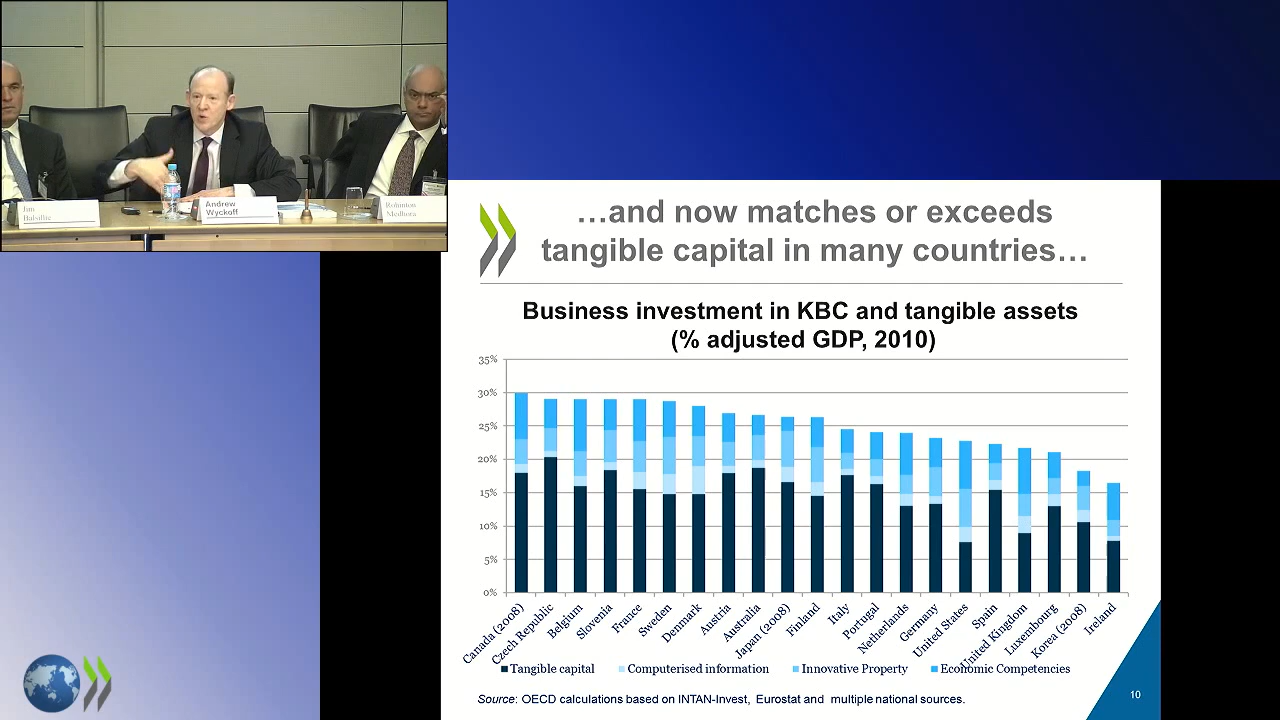 Jim
Balsillie
Andrew
Wyckoff
Rohinton
Medhora
…and now matches or exceeds
tangible capital in many countries…
Business investment in KBC and tangible assets
(% adjusted GDP, 2010)
35%
30%
25%
20%
15%
10%
5%
0%
Canada (2008)
Czech Republic
Belgium
Slovenia
France
Sweden
Denmark
Austria
Australia
Japan (2008)
Finland
Italy
Portugal
Netherlands
Germany
United States
Spain
United Kingdom
Luxembourg
Korea (2008)
Ireland
Tangible capital Computerised information Innovative Property Economic Competencies
Source: OECD calculations based on INTAN-Invest, Eurostat and multiple national sources.
10